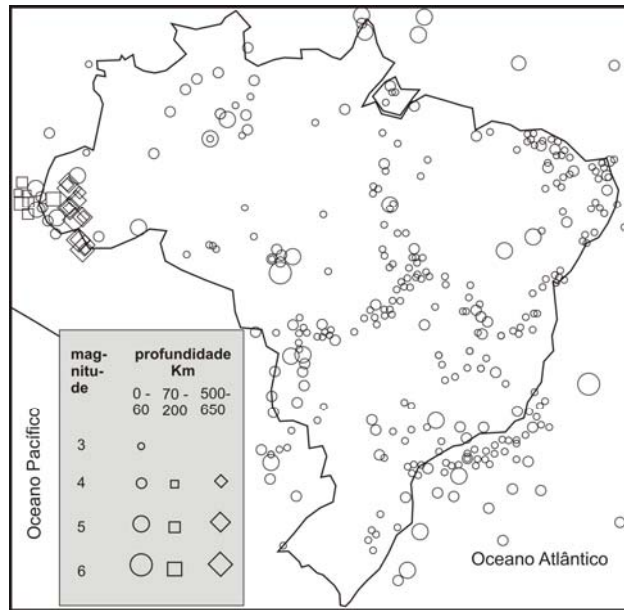 mag-
nitu-
de
profundidade
Km
0 - 70 - 500-
60 200 650
3
4
5
6
Oceano Pacífico
Oceano Atlântico